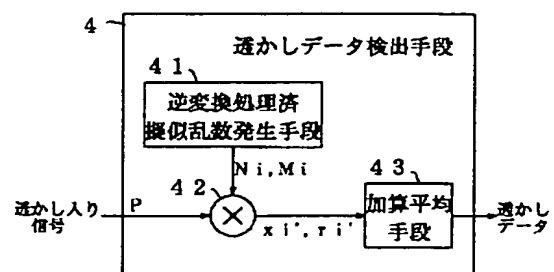 4
透かしデータ検出手段
41
逆変換処理済
擬似乱数発生手段
Ni,Mi
42
43
透かし入り
信号
P
xi',ri'
加算平均
手段
透かし
データ